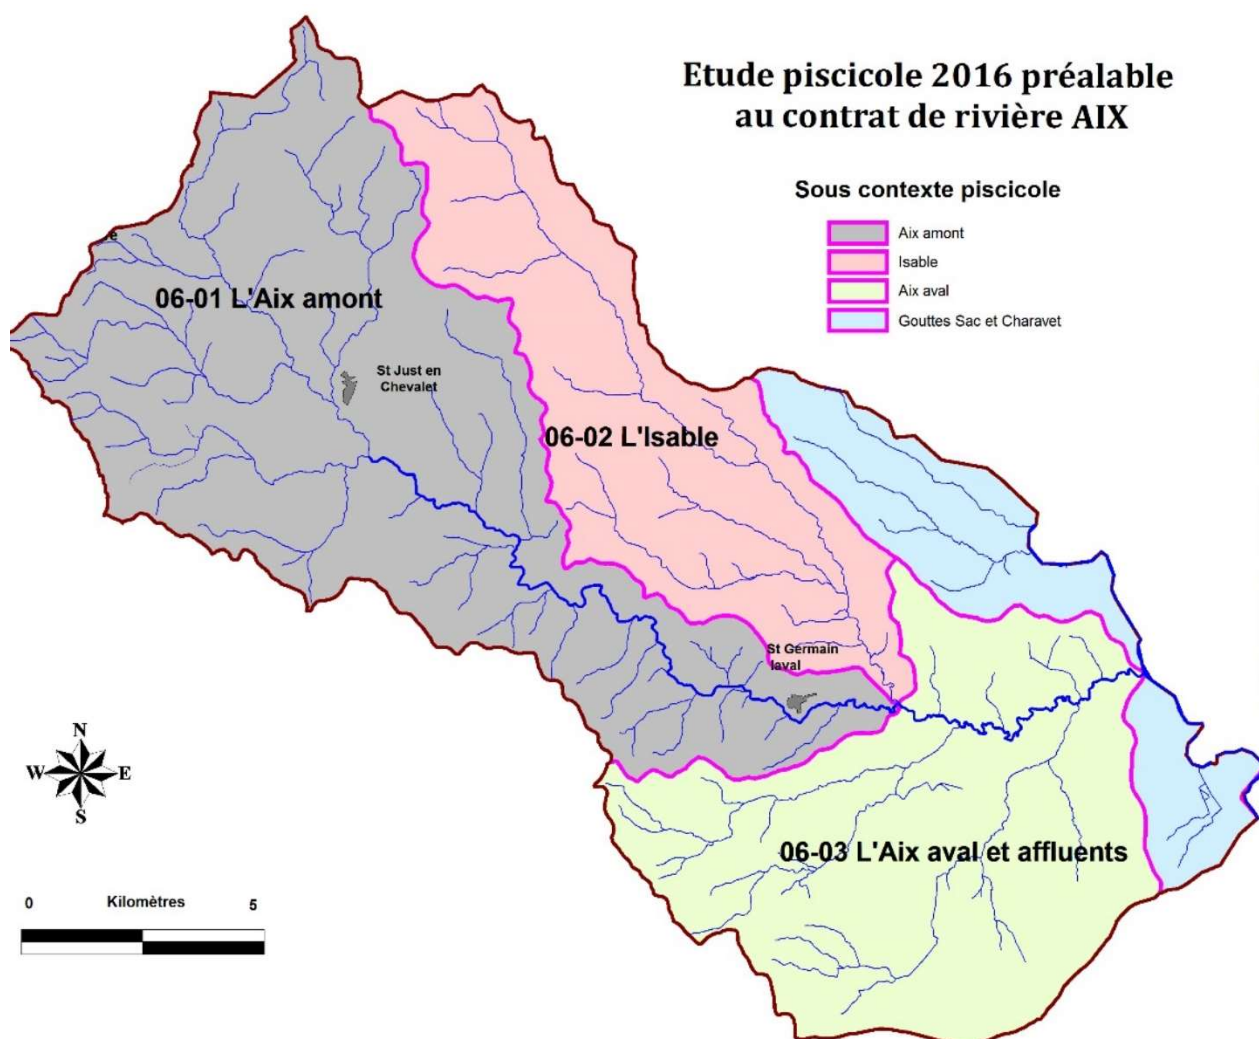 Etude piscicole 2016 préalable
au contrat de rivière AIX
Sous contexte piscicole
Aix amont
Isable
Aix aval
Gouttes Sac et Charavet
06-01 L'Aix amont
St Just en
Chevalet
06-02 L'Isable
St Germain
laval
06-03 L'Aix aval et affluents
N
W E
S
0 Kilomètres 5